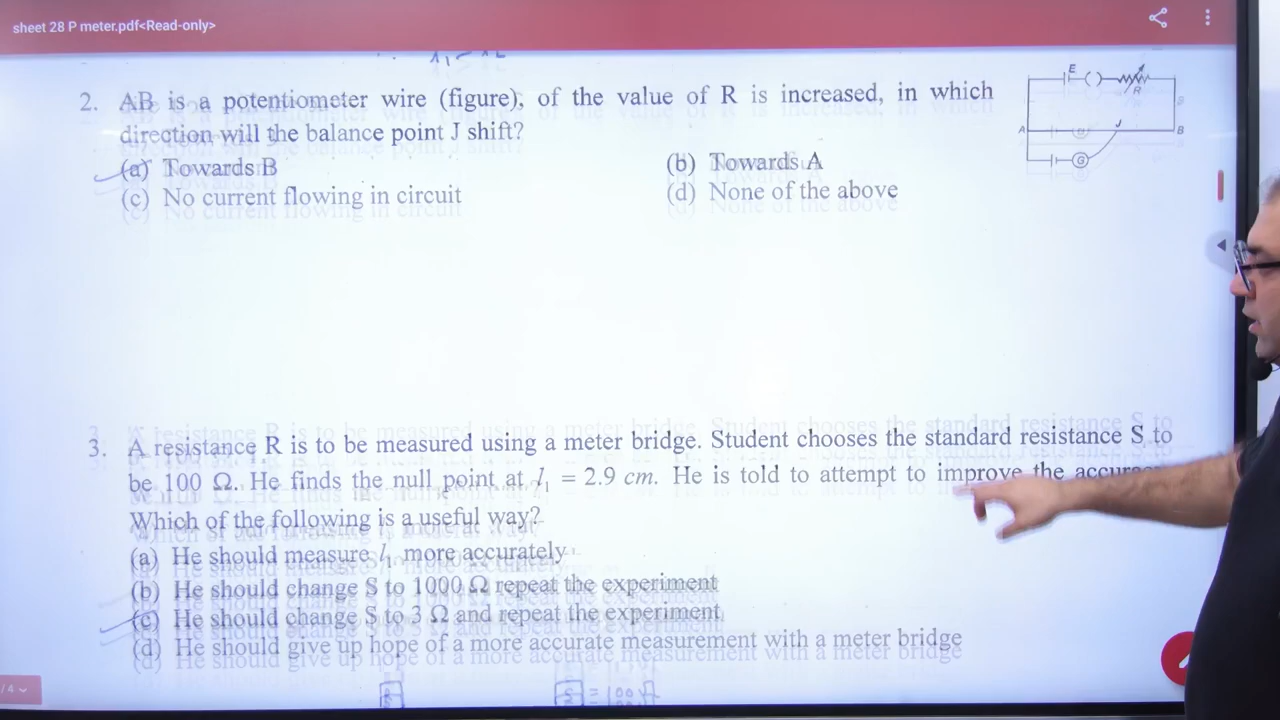 sheet 28 P meter.pdf<Read-only>
2. AB is a potentiometer wire (figure), of the value of R is increased, in which
direction will the balance point J shift?
(a) Towards B
(b) Towards A
(c) No current flowing in circuit
(d) None of the above
E
R
A
J
B
G
3. A resistance R is to be measured using a meter bridge. Student chooses the standard resistance S to
be 100 Ω. He finds the null point at l₁ = 2.9 cm. He is told to attempt to improve the
Which of the following is a useful way?
(a) He should measure l₁ more accurately
(b) He should change S to 1000 Ω repeat the experiment
(c) He should change S to 3 Ω and repeat the experiment
(d) He should give up hope of a more accurate measurement with a meter bridge
S = 100 Ω
/4